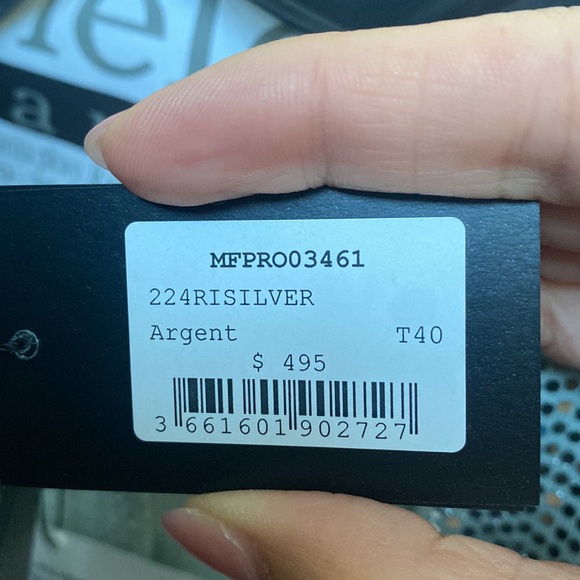 MFPRO03461
224RISILVER
Argent T40
$ 495
3 661601 902727